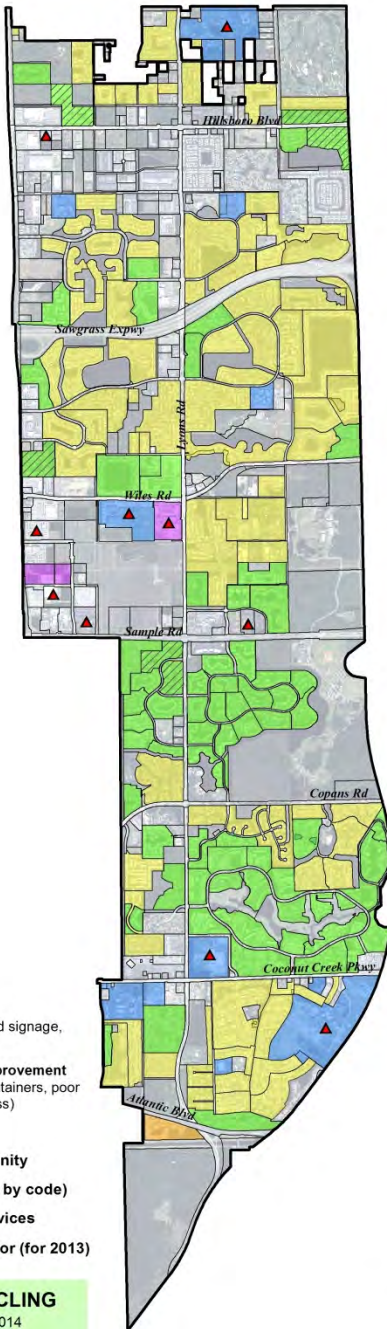 Hillsboro Blvd
Sawgrass Expwy
Lyons Rd
Wiles Rd
Sample Rd
Copans Rd
Coconut Creek Pkwy
d signage,
provement
tainers, poor
ss)
Atlantic Blvd
nity
by code)
vices
or (for 2013)
CLING
014